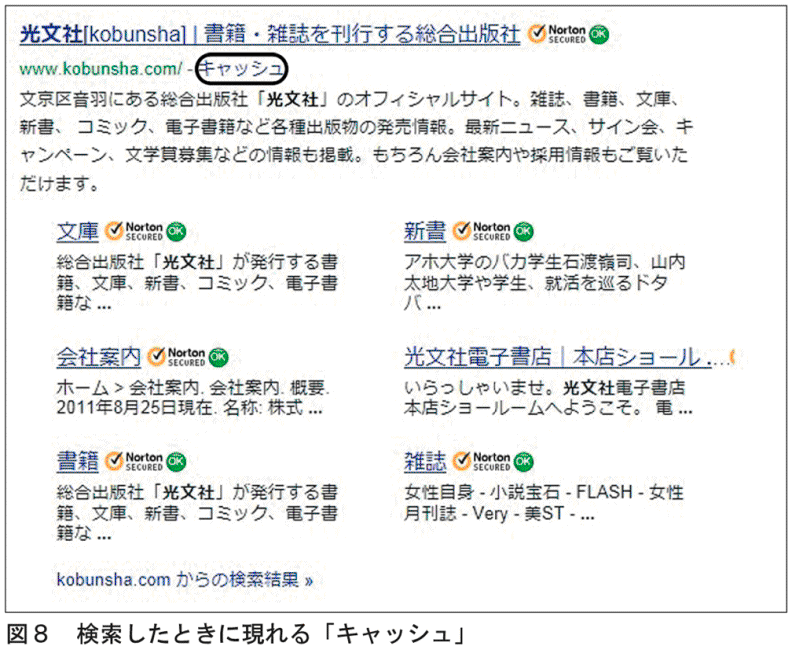 光文社[kobunsha] | 書籍・雑誌を刊行する総合出版社 Norton SECURED OK
www.kobunsha.com/ - キャッシュ
文京区音羽にある総合出版社「光文社」のオフィシャルサイト。雑誌、書籍、文庫、
新書、コミック、電子書籍など各種出版物の発売情報。最新ニュース、サイン会、キ
ャンペーン、文学賞募集などの情報も掲載。もちろん会社案内や採用情報もご覧いた
だけます。
文庫 Norton SECURED OK
総合出版社「光文社」が発行する書
籍、文庫、新書、コミック、電子書
籍な ...
新書 Norton SECURED OK
アホ大学のバカ学生石渡嶺司、山内
太地大学や学生、就活を巡るドタ
バ ...
会社案内 Norton SECURED OK
ホーム > 会社案内. 会社案内. 概要.
2011年8月25日現在. 名称: 株式 ...
光文社電子書店｜本店ショール ...
いらっしゃいませ。光文社電子書店
本店ショールームへようこそ。 電 ...
書籍 Norton SECURED OK
総合出版社「光文社」が発行する書
籍、文庫、新書、コミック、電子書
籍な ...
雑誌 Norton SECURED OK
女性自身 - 小説宝石 - FLASH - 女性
月刊誌 - Very - 美ST - ...
kobunsha.com からの検索結果 »
図８　検索したときに現れる「キャッシュ」